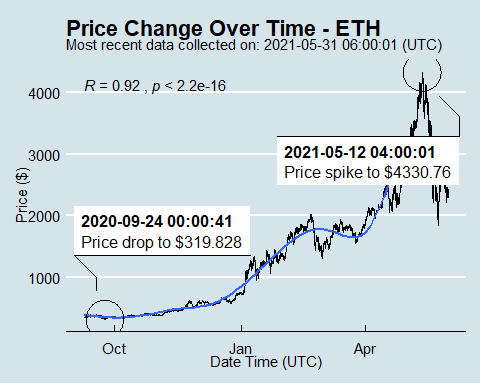 Price Change Over Time - ETH
Most recent data collected on: 2021-05-31 06:00:01 (UTC)
R = 0.92 , p < 2.2e-16
4000
3000
2000
1000
Price ($)
2021-05-12 04:00:01
Price spike to $4330.76
2020-09-24 00:00:41
Price drop to $319.828
Oct
Jan
Apr
Date Time (UTC)